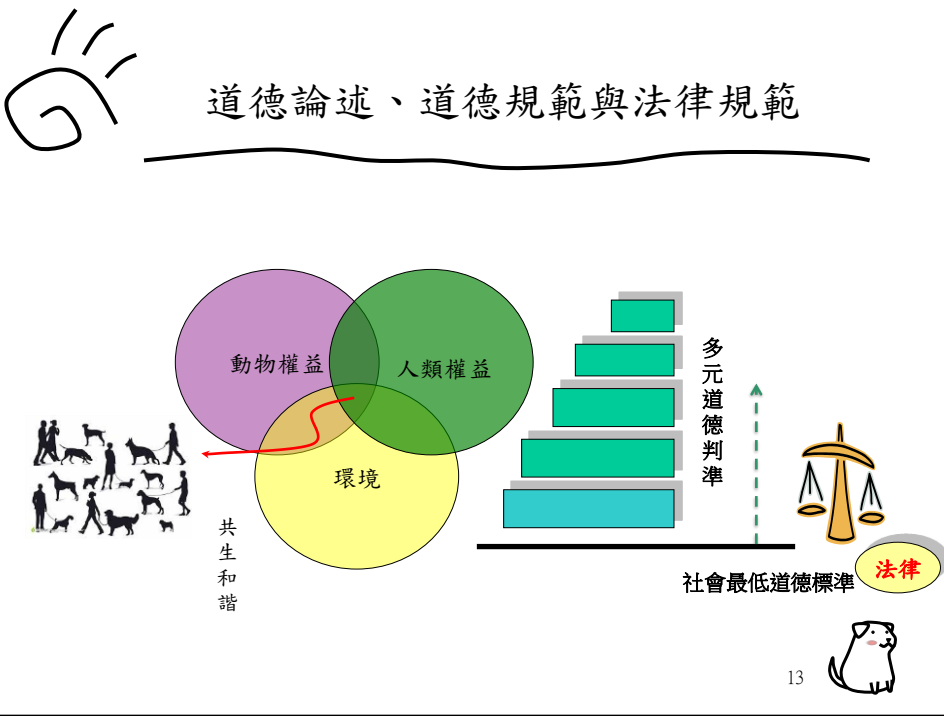 道德論述、道德規範與法律規範
動物權益
人類權益
環境
共生和諧
多元道德判準
社會最低道德標準
法律
13